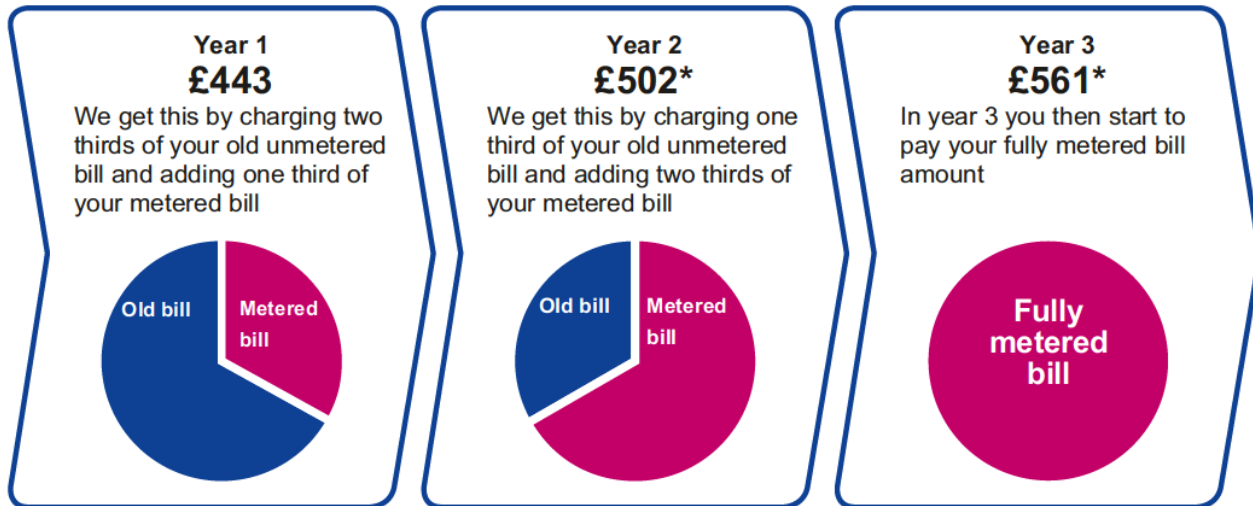 Year 1
£443
We get this by charging two
thirds of your old unmetered
bill and adding one third of
your metered bill
Old bill
Metered
bill
Year 2
£502*
We get this by charging one
third of your old unmetered
bill and adding two thirds of
your metered bill
Old bill
Metered
bill
Year 3
£561*
In year 3 you then start to
pay your fully metered bill
amount
Fully
metered
bill